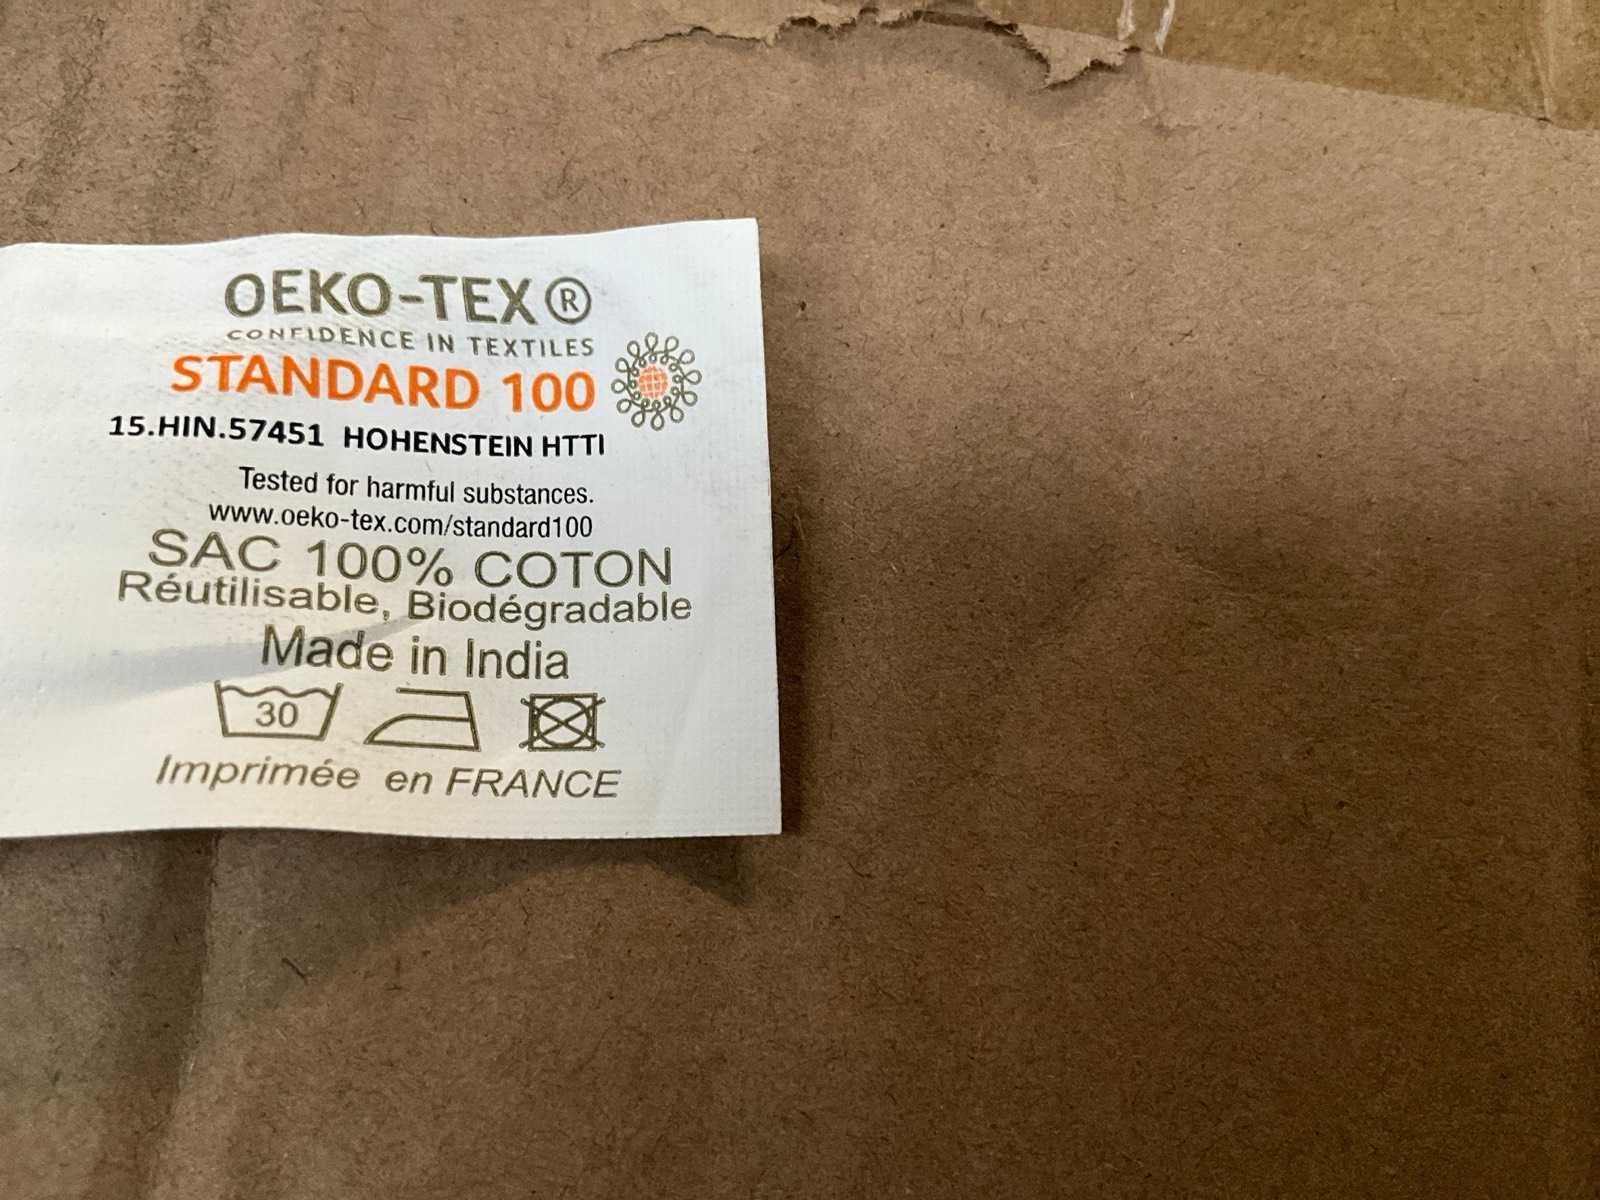 OEKO-TEX®
CONFIDENCE IN TEXTILES
STANDARD 100
15.HIN.57451 HOHENSTEIN HTTI
Tested for harmful substances.
www.oeko-tex.com/standard100
SAC 100% COTON
Réutilisable, Biodégradable
Made in India
30
Imprimée en FRANCE